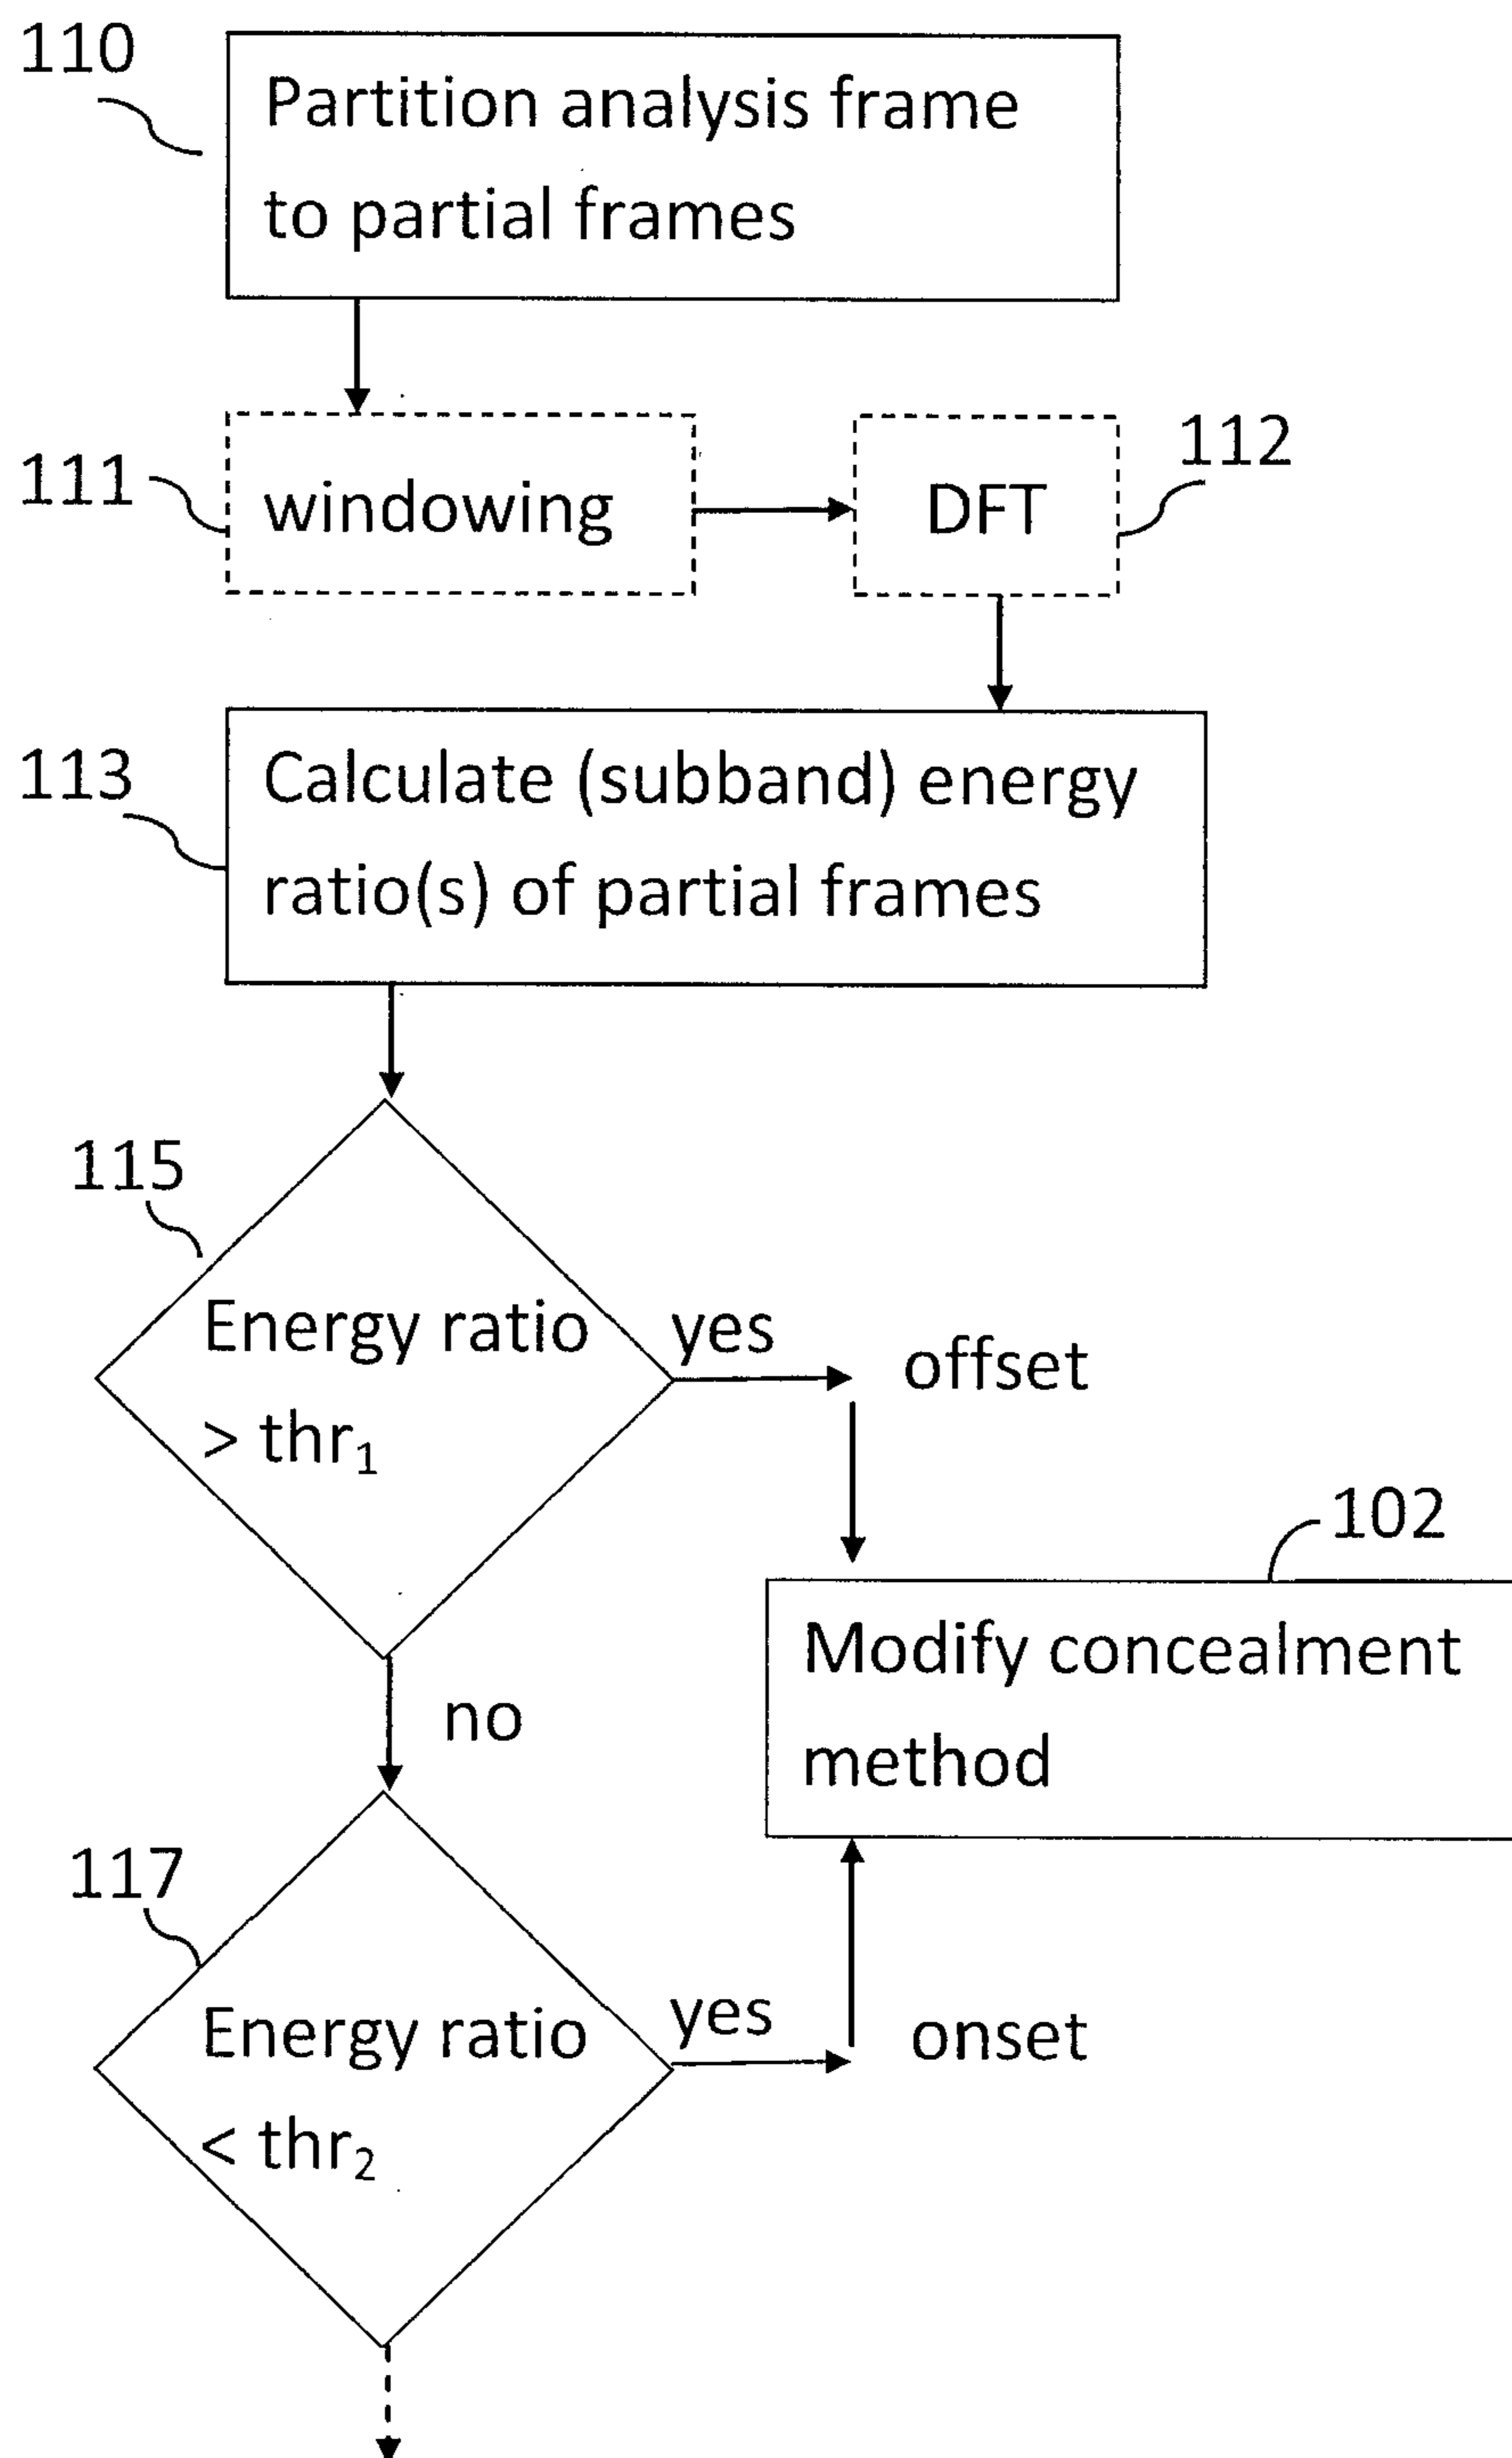 110
Partition analysis frame
to partial frames
111
windowing
DFT
112
113
Calculate (subband) energy
ratio(s) of partial frames
115
Energy ratio
> thr₁
yes
offset
no
102
Modify concealment
method
117
Energy ratio
< thr₂
yes
onset